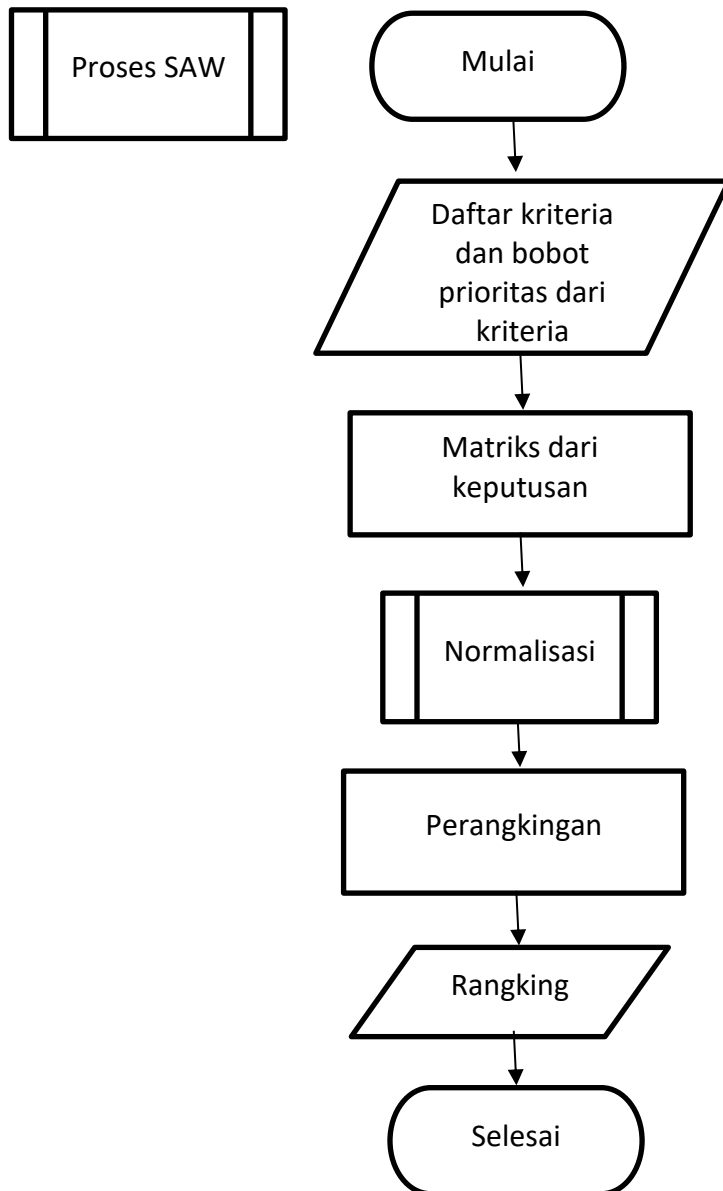 Proses SAW
Mulai
Daftar kriteria
dan bobot
prioritas dari
kriteria
Matriks dari
keputusan
Normalisasi
Perangkingan
Rangking
Selesai